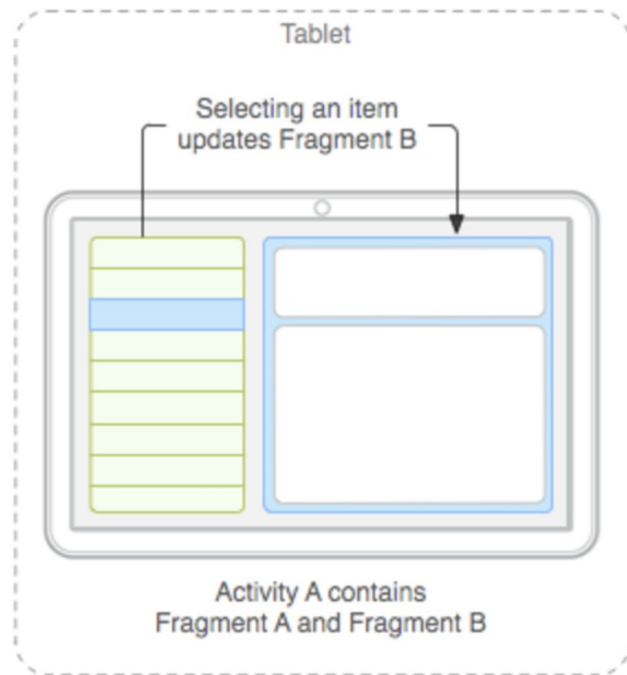 Tablet
Selecting an item
updates Fragment B
Activity A contains
Fragment A and Fragment B